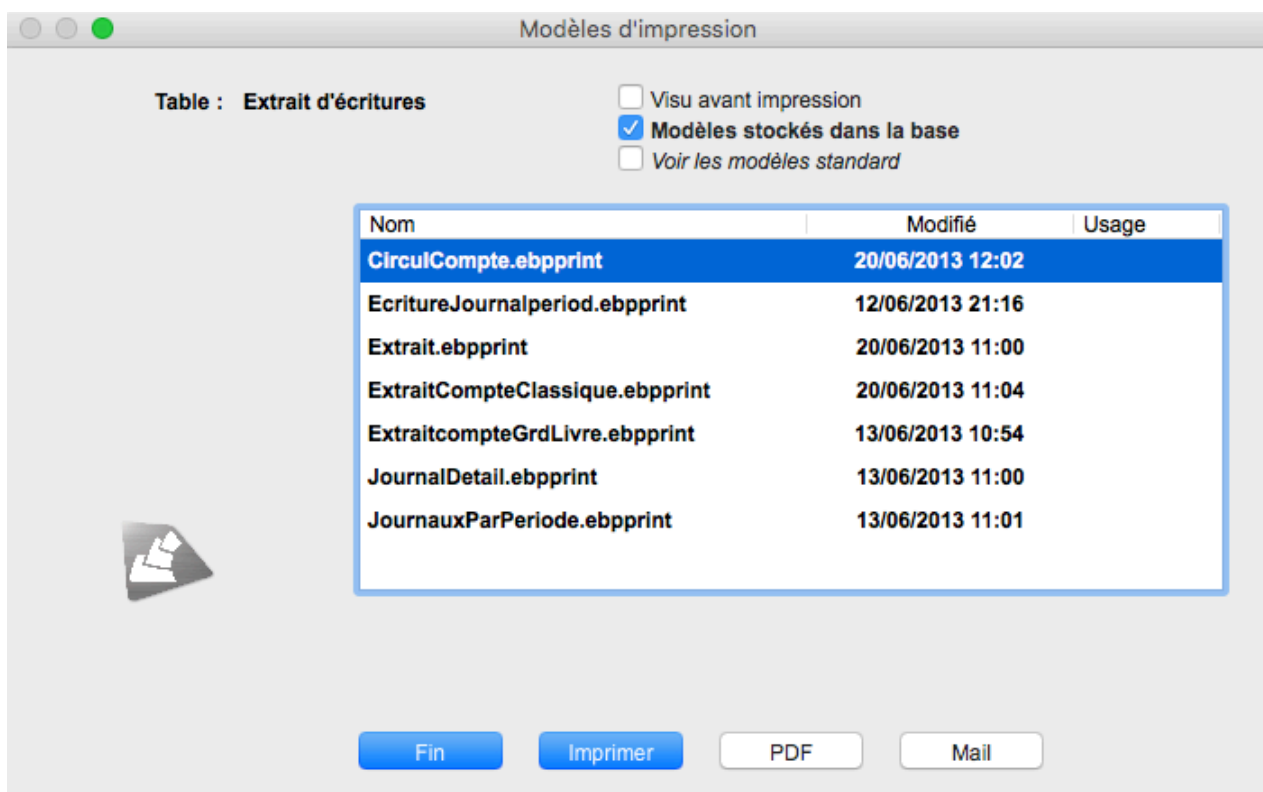 Modèles d'impression
Table : Extrait d'écritures
Visu avant impression
Modèles stockés dans la base
Voir les modèles standard
Nom Modifié Usage
CirculCompte.ebpprint 20/06/2013 12:02
EcritureJournalperiod.ebpprint 12/06/2013 21:16
Extrait.ebpprint 20/06/2013 11:00
ExtraitCompteClassique.ebpprint 20/06/2013 11:04
ExtraitcompteGrdLivre.ebpprint 13/06/2013 10:54
JournalDetail.ebpprint 13/06/2013 11:00
JournauxParPeriode.ebpprint 13/06/2013 11:01
Fin Imprimer PDF Mail